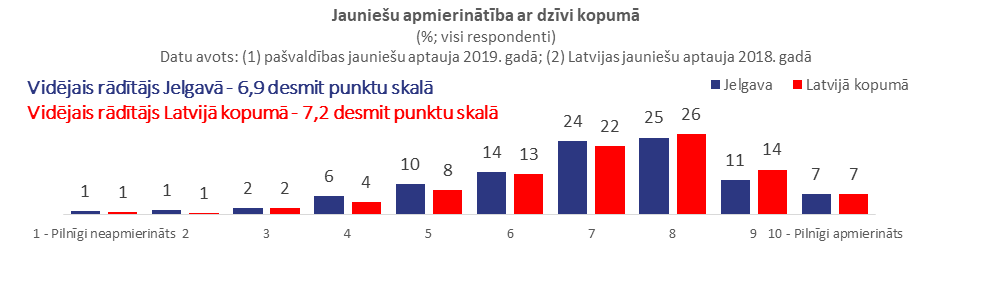 Jauniešu apmierinātība ar dzīvi kopumā
(%; visi respondenti)
Datu avots: (1) pašvaldības jauniešu aptauja 2019. gadā; (2) Latvijas jauniešu aptauja 2018. gadā
Vidējais rādītājs Jelgavā - 6,9 desmit punktu skalā
Vidējais rādītājs Latvijā kopumā - 7,2 desmit punktu skalā
Jelgava Latvijā kopumā
1 1 1 1 2 2 6 4 10 8 14 13 24 22 25 26 11 14 7 7
1 - Pilnīgi neapmierināts 2 3 4 5 6 7 8 9 10 - Pilnīgi apmierināts